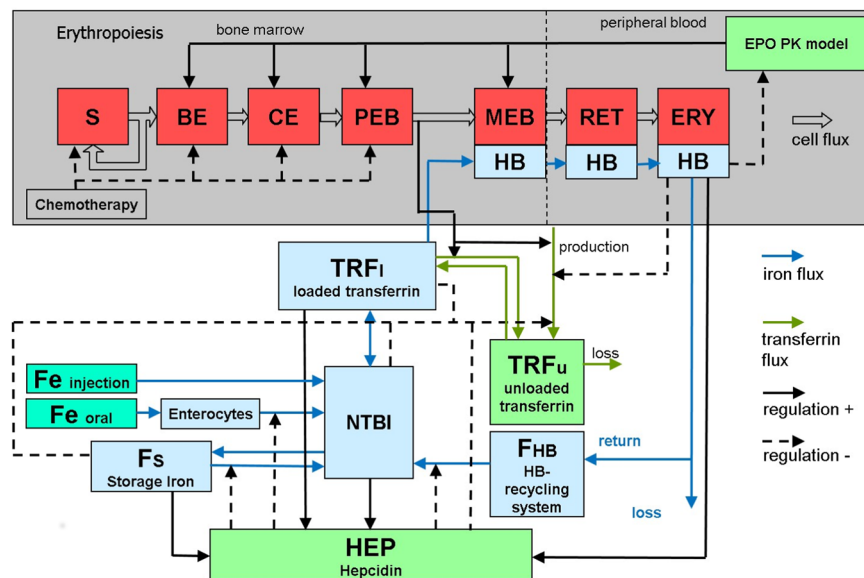 Erythropoiesis
bone marrow
peripheral blood
EPO PK model
S
BE
CE
PEB
MEB
RET
ERY
HB
HB
HB
cell flux
Chemotherapy
production
TRFl
loaded transferrin
iron flux
TRFu
unloaded
transferrin
loss
transferrin
flux
Fe injection
Fe oral
Enterocytes
NTBI
regulation +
regulation -
Fs
Storage Iron
FHB
HB-
recycling
system
return
loss
HEP
Hepcidin